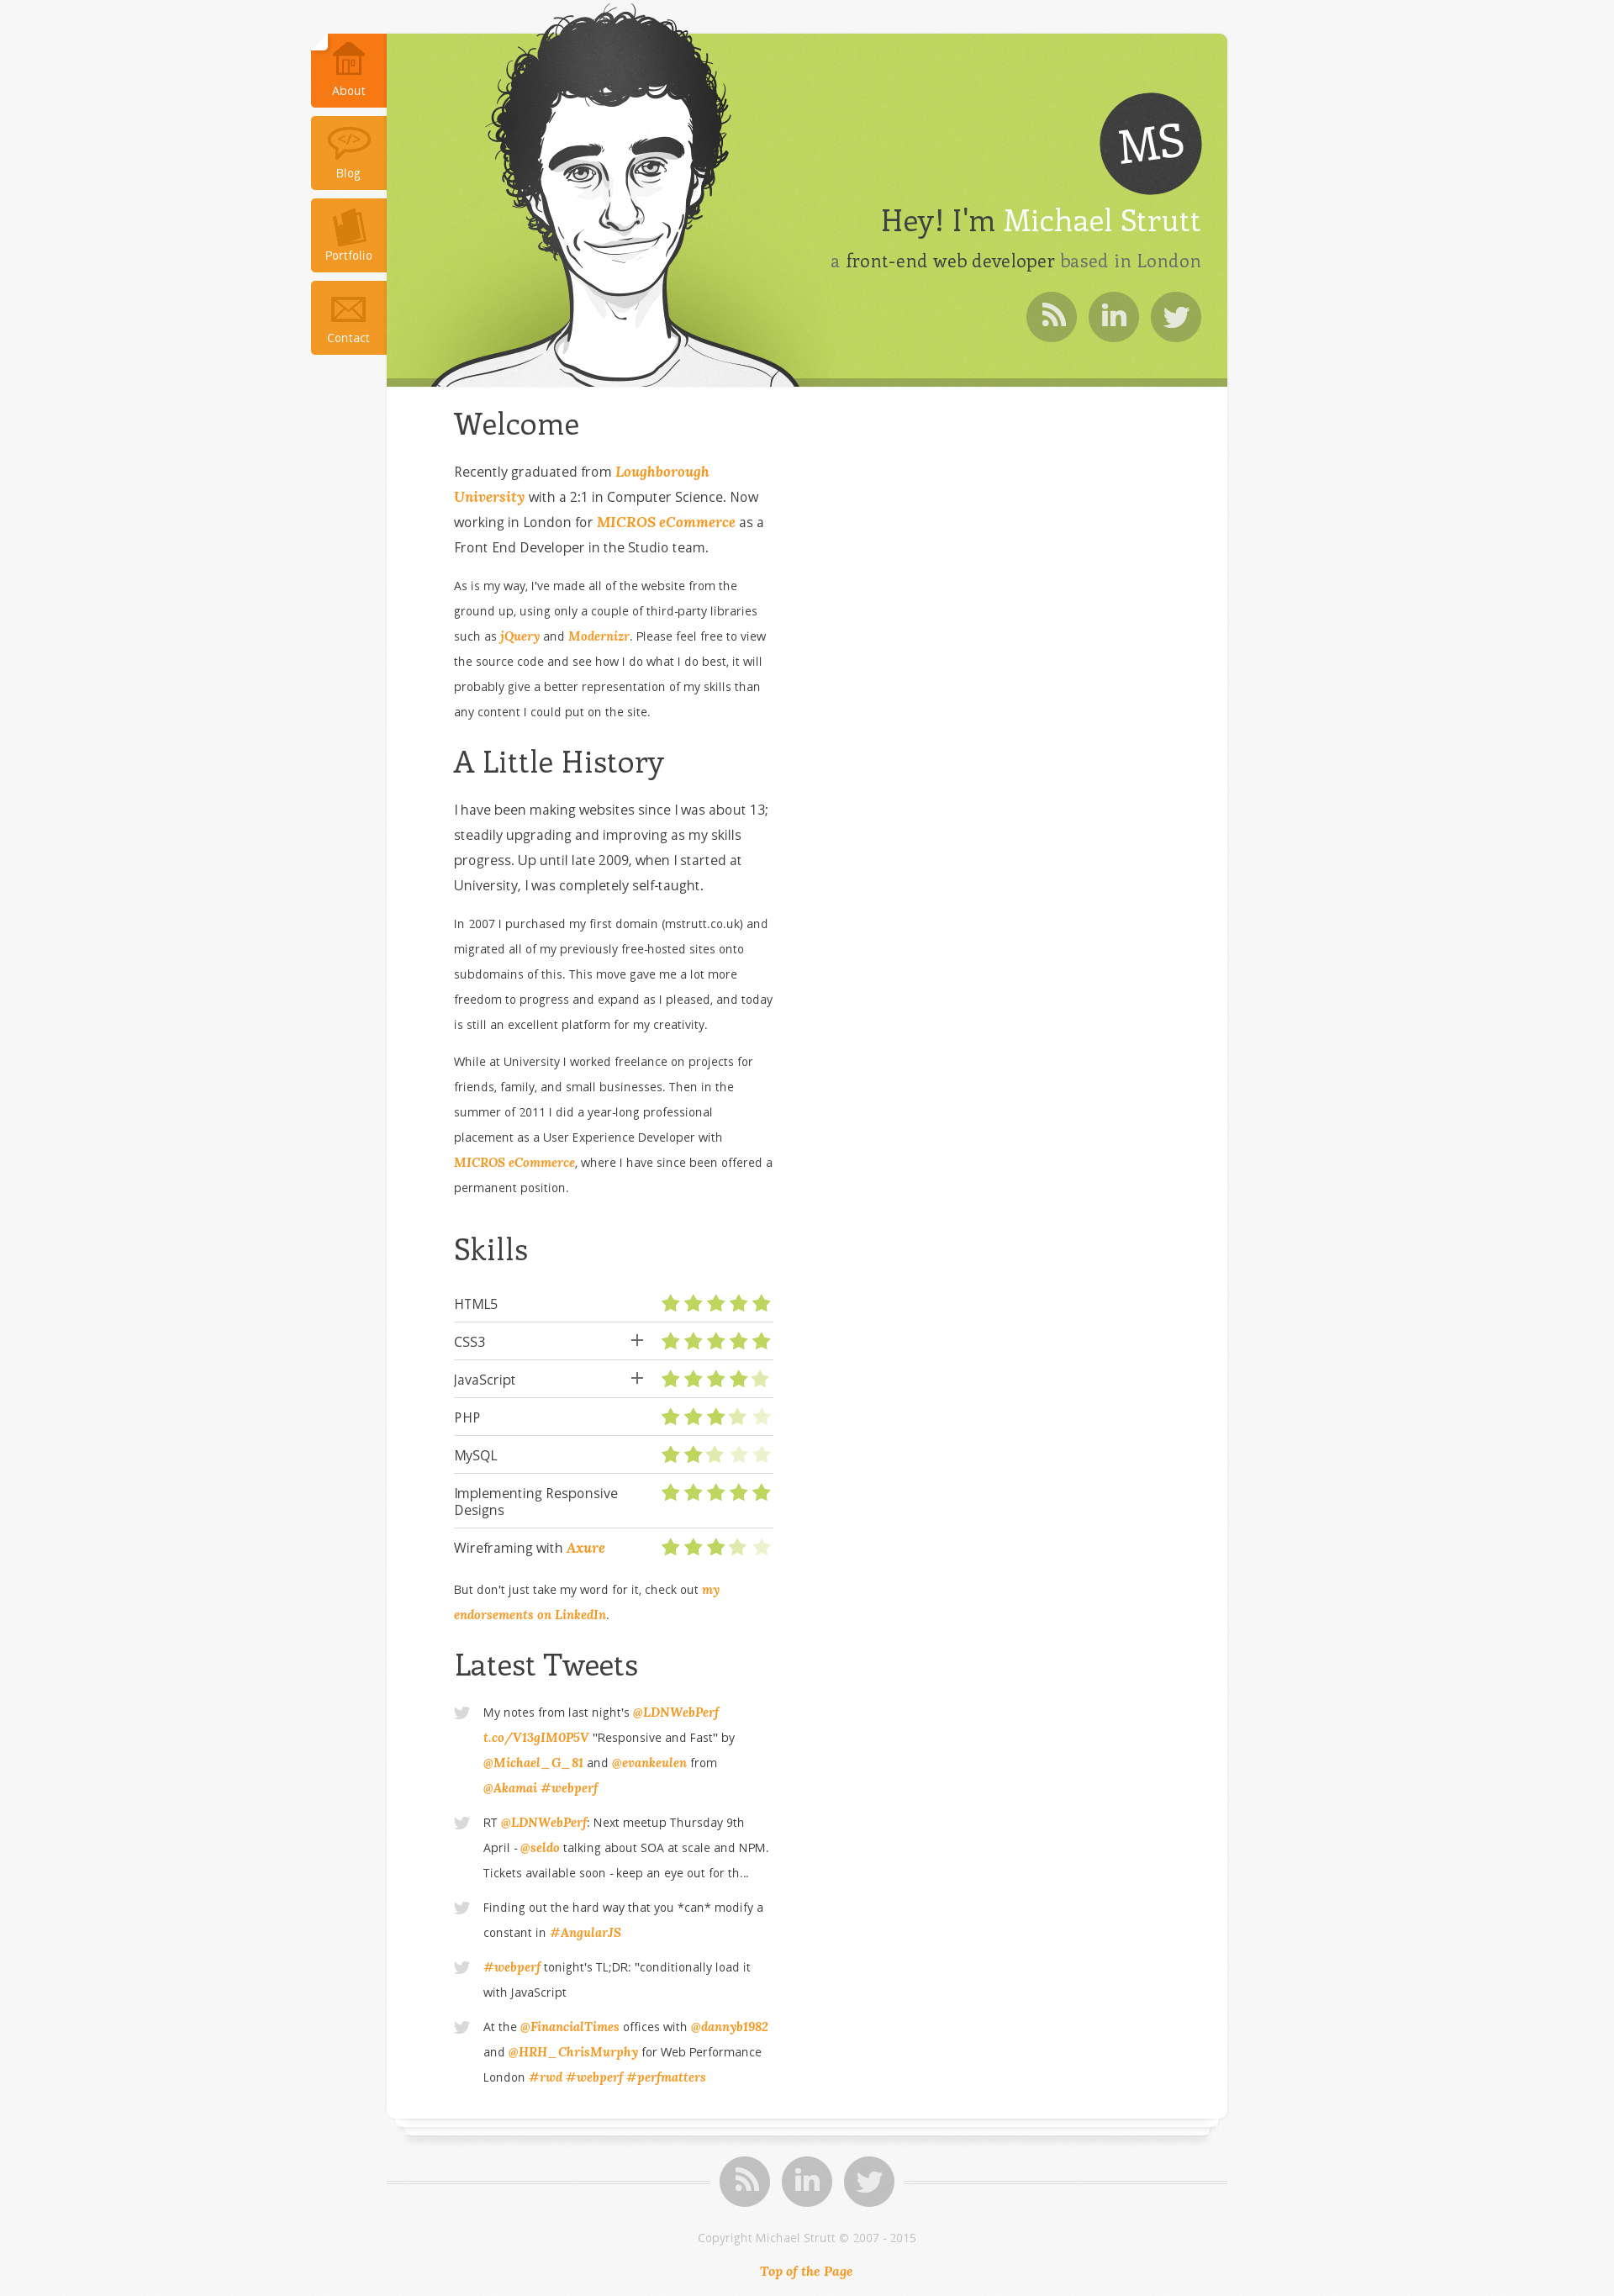 About
Blog
Portfolio
Contact
MS
Hey! I'm Michael Strutt
a front-end web developer based in London
Welcome
Recently graduated from Loughborough
University with a 2:1 in Computer Science. Now
working in London for MICROS eCommerce as a
Front End Developer in the Studio team.
As is my way, I've made all of the website from the
ground up, using only a couple of third-party libraries
such as jQuery and Modernizr. Please feel free to view
the source code and see how I do what I do best, it will
probably give a better representation of my skills than
any content I could put on the site.
A Little History
I have been making websites since I was about 13;
steadily upgrading and improving as my skills
progress. Up until late 2009, when I started at
University, I was completely self-taught.
In 2007 I purchased my first domain (mstrutt.co.uk) and
migrated all of my previously free-hosted sites onto
subdomains of this. This move gave me a lot more
freedom to progress and expand as I pleased, and today
is still an excellent platform for my creativity.
While at University I worked freelance on projects for
friends, family, and small businesses. Then in the
summer of 2011 I did a year-long professional
placement as a User Experience Developer with
MICROS eCommerce, where I have since been offered a
permanent position.
Skills
HTML5
CSS3 +
JavaScript +
PHP
MySQL
Implementing Responsive
Designs
Wireframing with Axure
But don't just take my word for it, check out my
endorsements on LinkedIn.
Latest Tweets
My notes from last night's @LDNWebPerf
t.co/V13gIM0P5V "Responsive and Fast" by
@Michael_G_81 and @evankeulen from
@Akamai #webperf
RT @LDNWebPerf: Next meetup Thursday 9th
April - @seldo talking about SOA at scale and NPM.
Tickets available soon - keep an eye out for th...
Finding out the hard way that you *can* modify a
constant in #AngularJS
#webperf tonight's TL;DR: "conditionally load it
with JavaScript
At the @FinancialTimes offices with @dannyb1982
and @HRH_ChrisMurphy for Web Performance
London #rwd #webperf #perfmatters
Copyright Michael Strutt © 2007 - 2015
Top of the Page